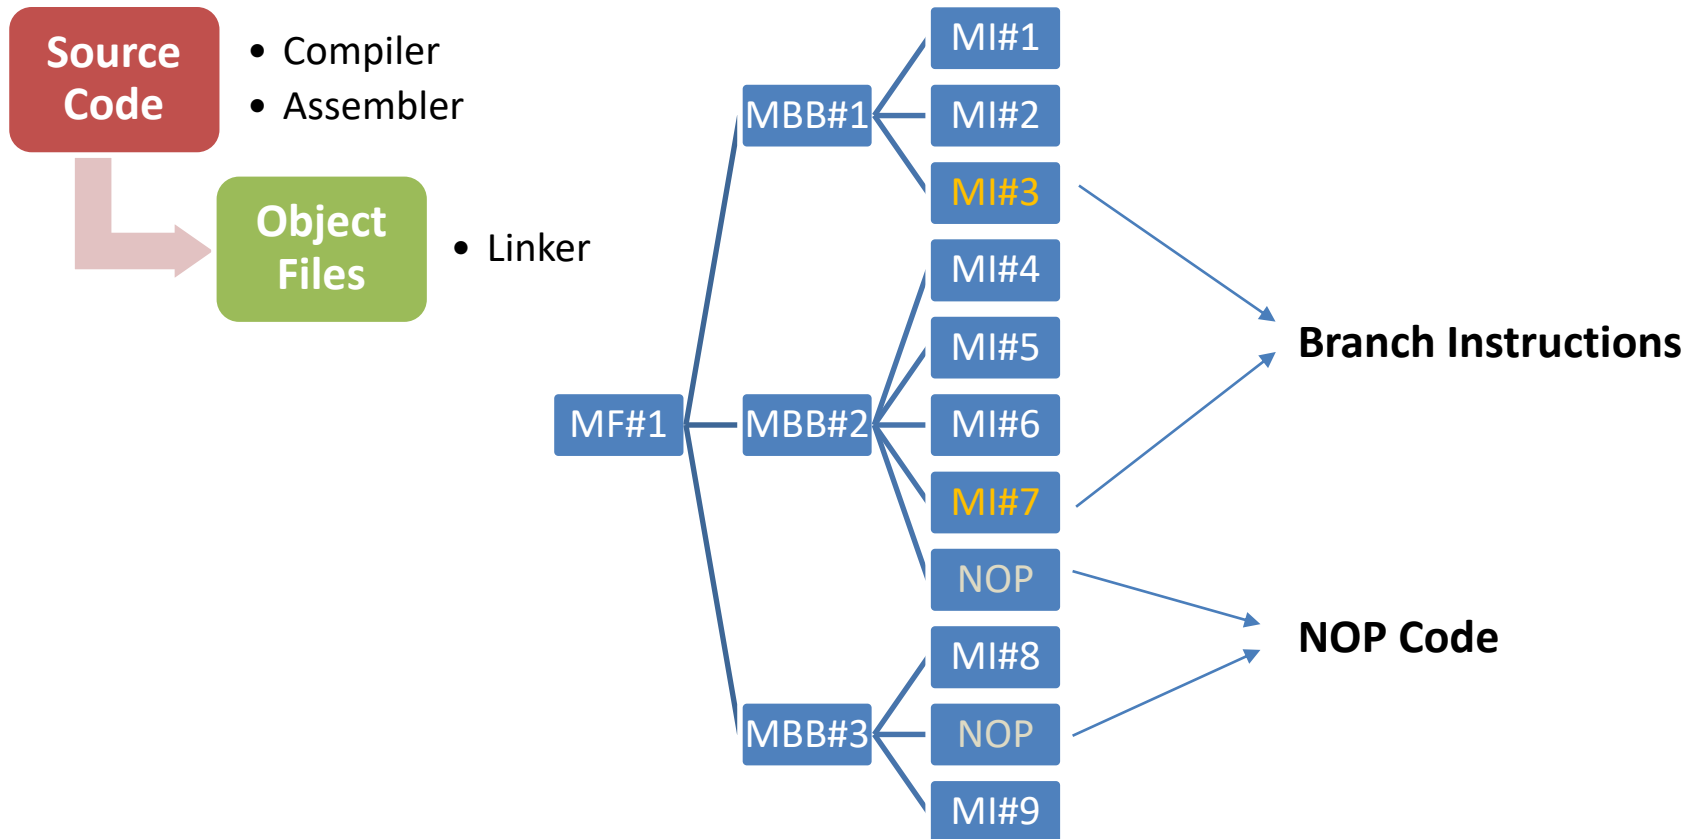 Source
Code
• Compiler
• Assembler
Object
Files
• Linker
MF#1
MBB#1
MBB#2
MBB#3
MI#1
MI#2
MI#3
MI#4
MI#5
MI#6
MI#7
NOP
MI#8
NOP
MI#9
Branch Instructions
NOP Code